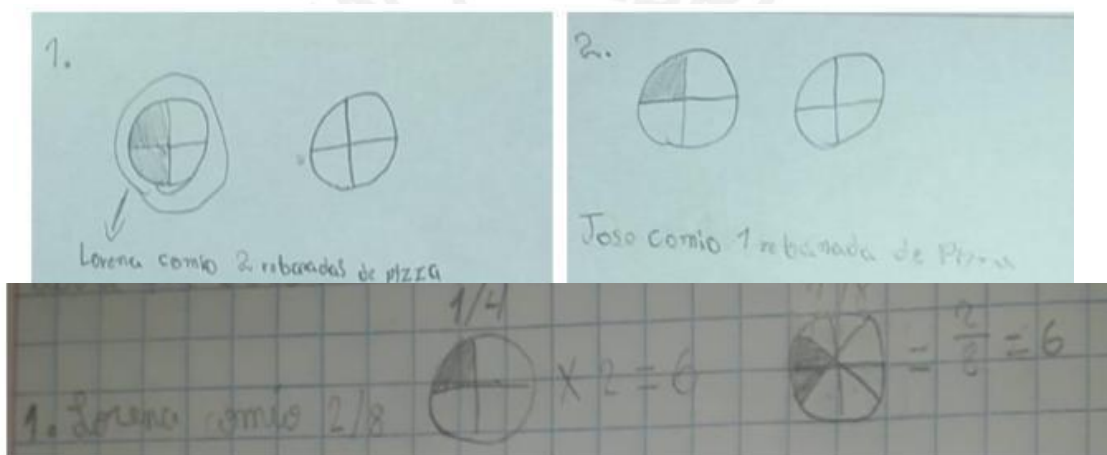 1.
Lorena comio 2 rebanadas de pizza
2.
Joso comio 1 rebanada de Pizza
1/4
1. Lorena comio 2/8
x 2 = 6
= 2/8 = 6